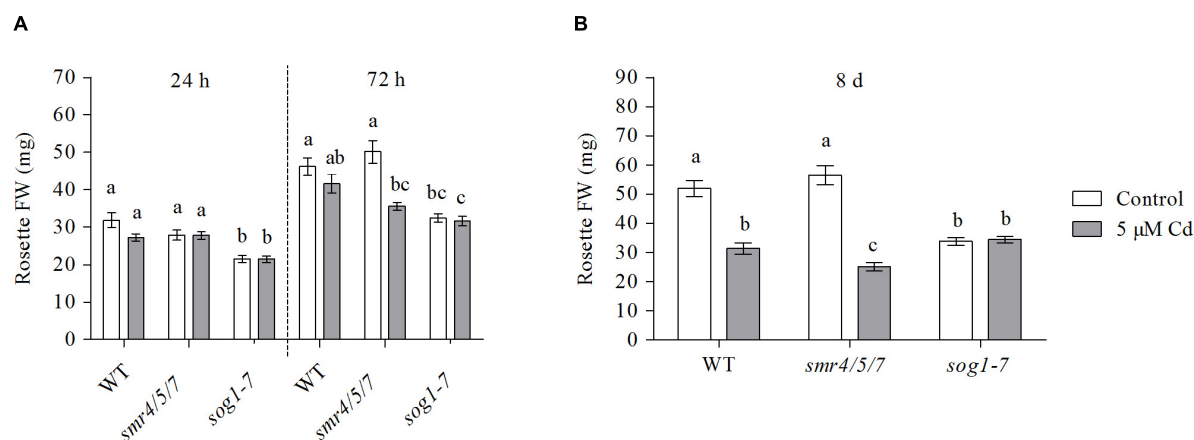 A
B
24 h
72 h
8 d
Rosette FW (mg)
70
60
50
40
30
20
10
0
a
a
a
a
b
b
a
ab
a
bc
bc
c
WT
smr4/5/7
sog1-7
WT
smr4/5/7
sog1-7
Rosette FW (mg)
90
80
70
60
50
40
30
20
10
0
a
b
a
c
b
b
WT
smr4/5/7
sog1-7
Control
5 µM Cd